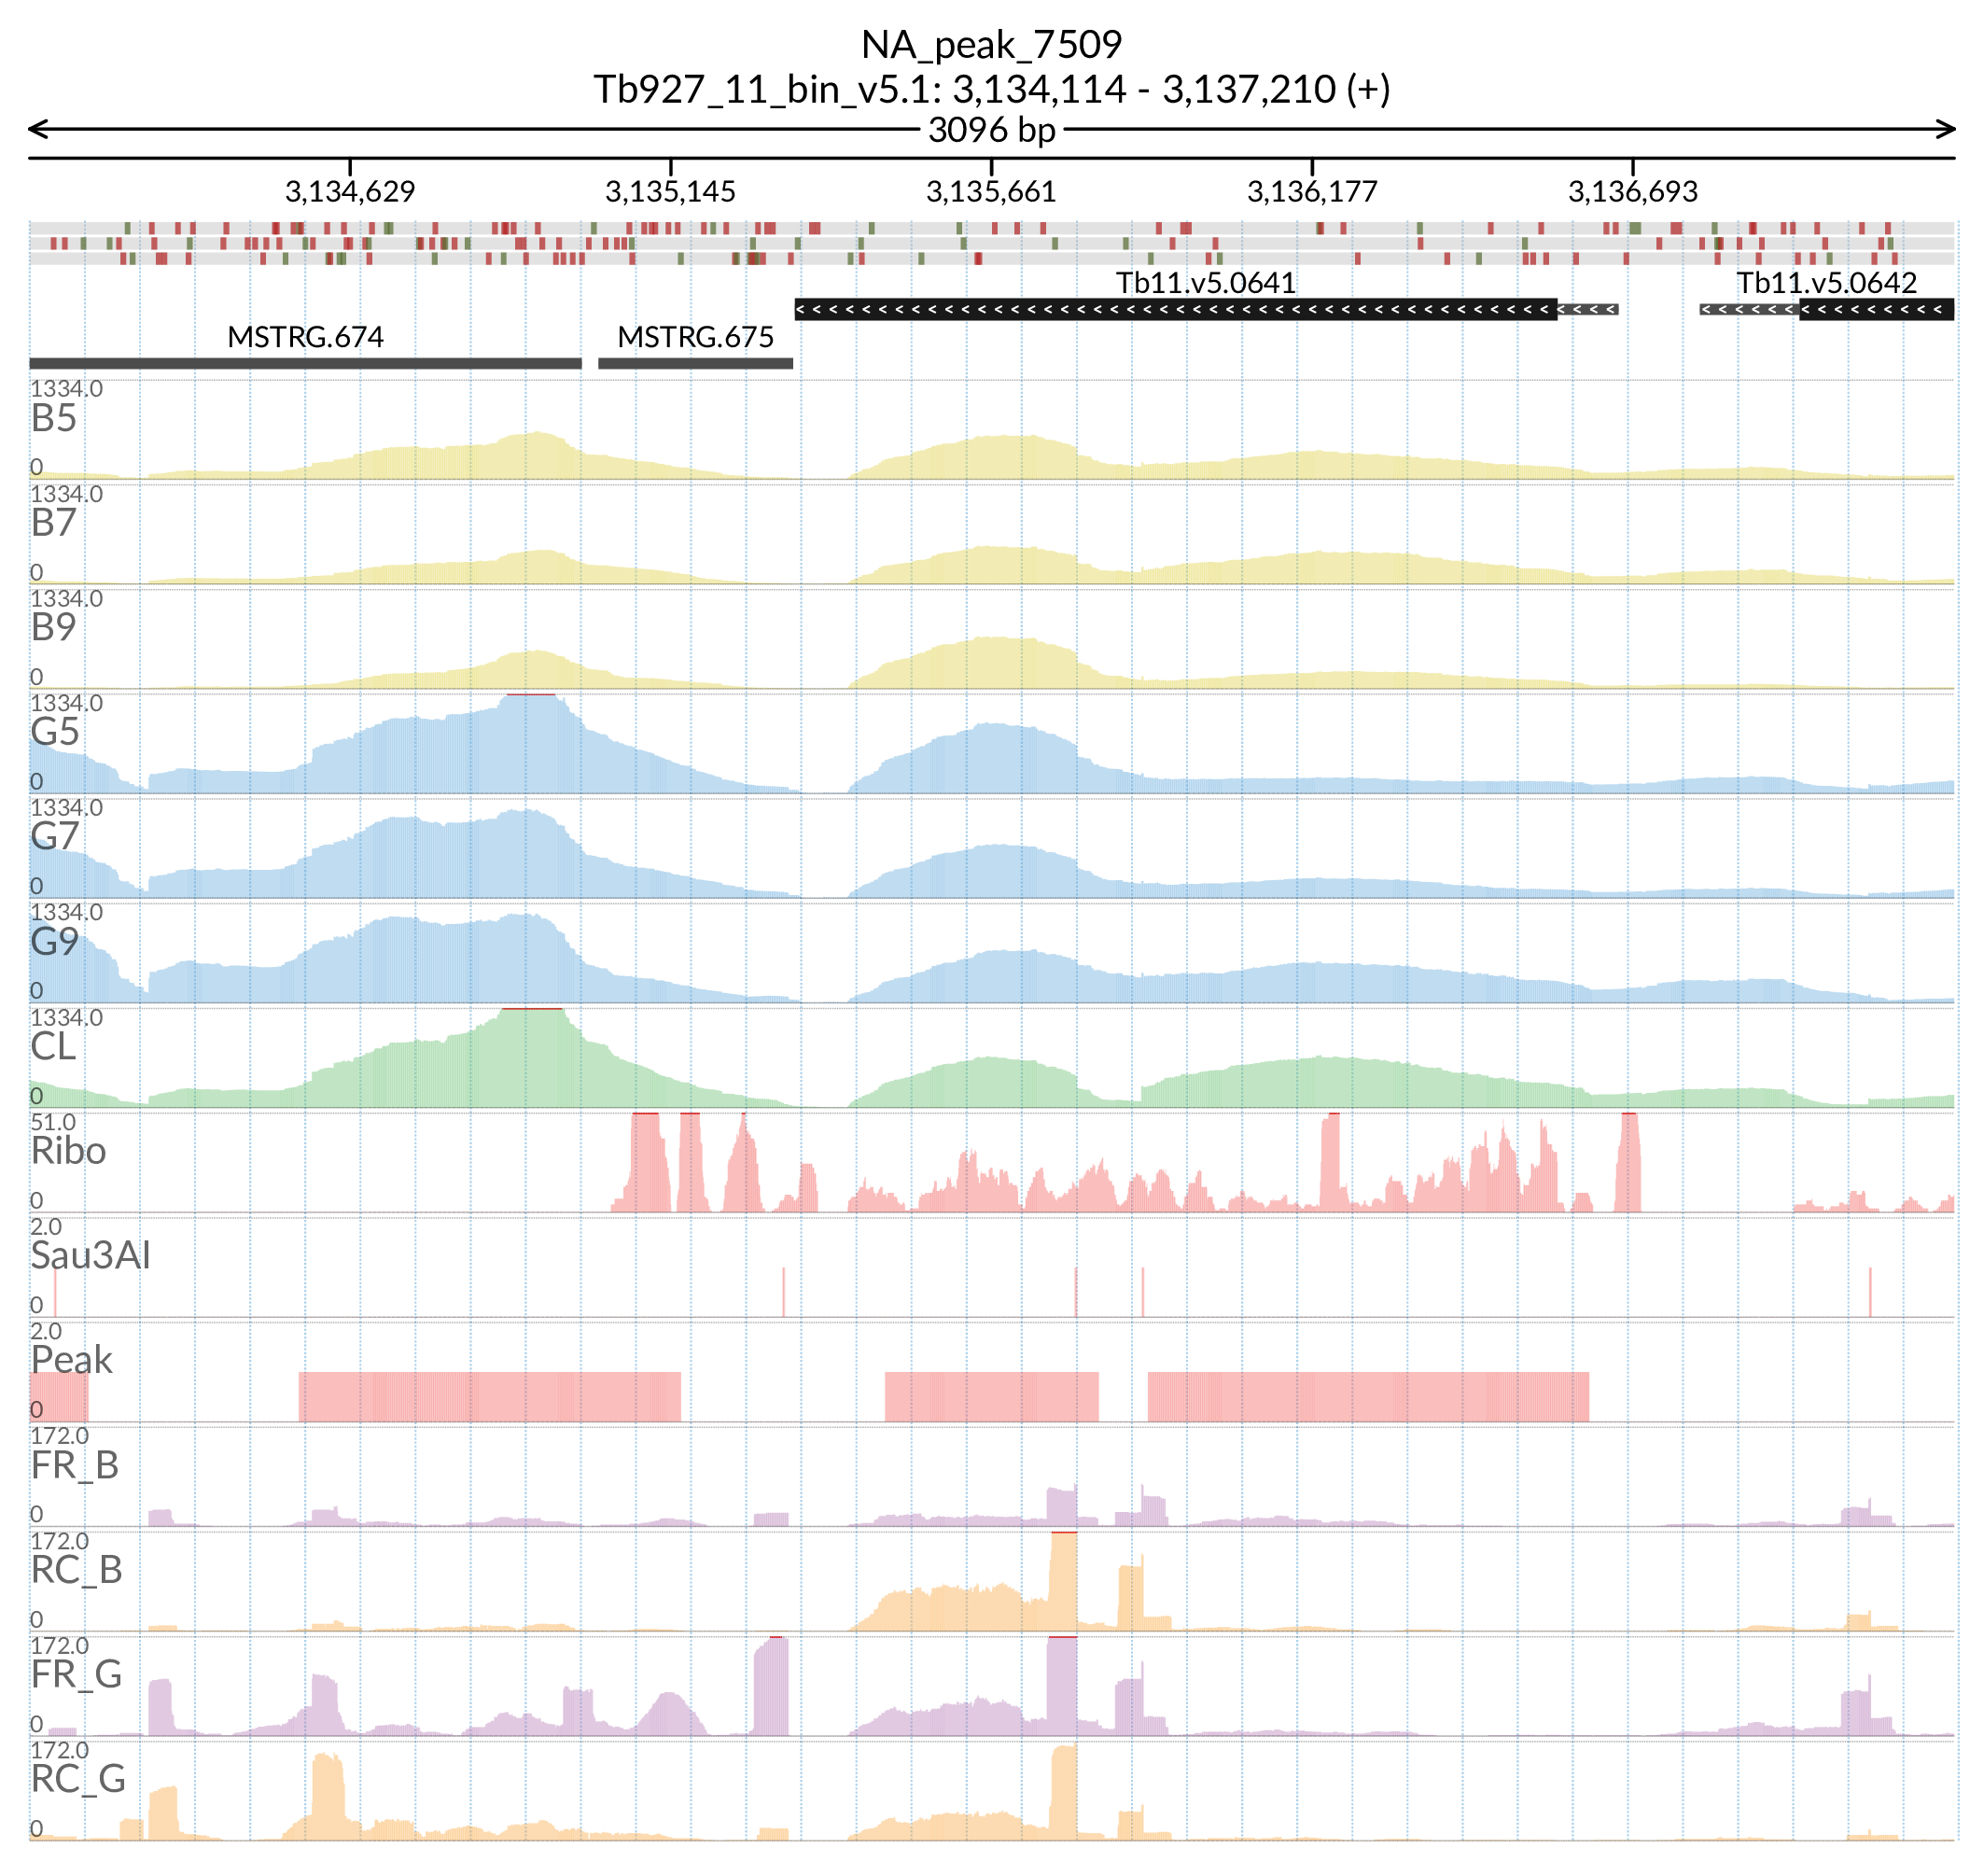 NA_peak_7509
Tb927_11_bin_v5.1: 3,134,114 - 3,137,210 (+)
3096 bp
3,134,629 3,135,145 3,135,661 3,136,177 3,136,693
Tb11.v5.0641 Tb11.v5.0642
MSTRG.674 MSTRG.675
1334.0
B5
0
1334.0
B7
0
1334.0
B9
0
1334.0
G5
0
1334.0
G7
0
1334.0
G9
0
1334.0
CL
0
51.0
Ribo
0
2.0
Sau3AI
0
2.0
Peak
0
172.0
FR_B
0
172.0
RC_B
0
172.0
FR_G
0
172.0
RC_G
0